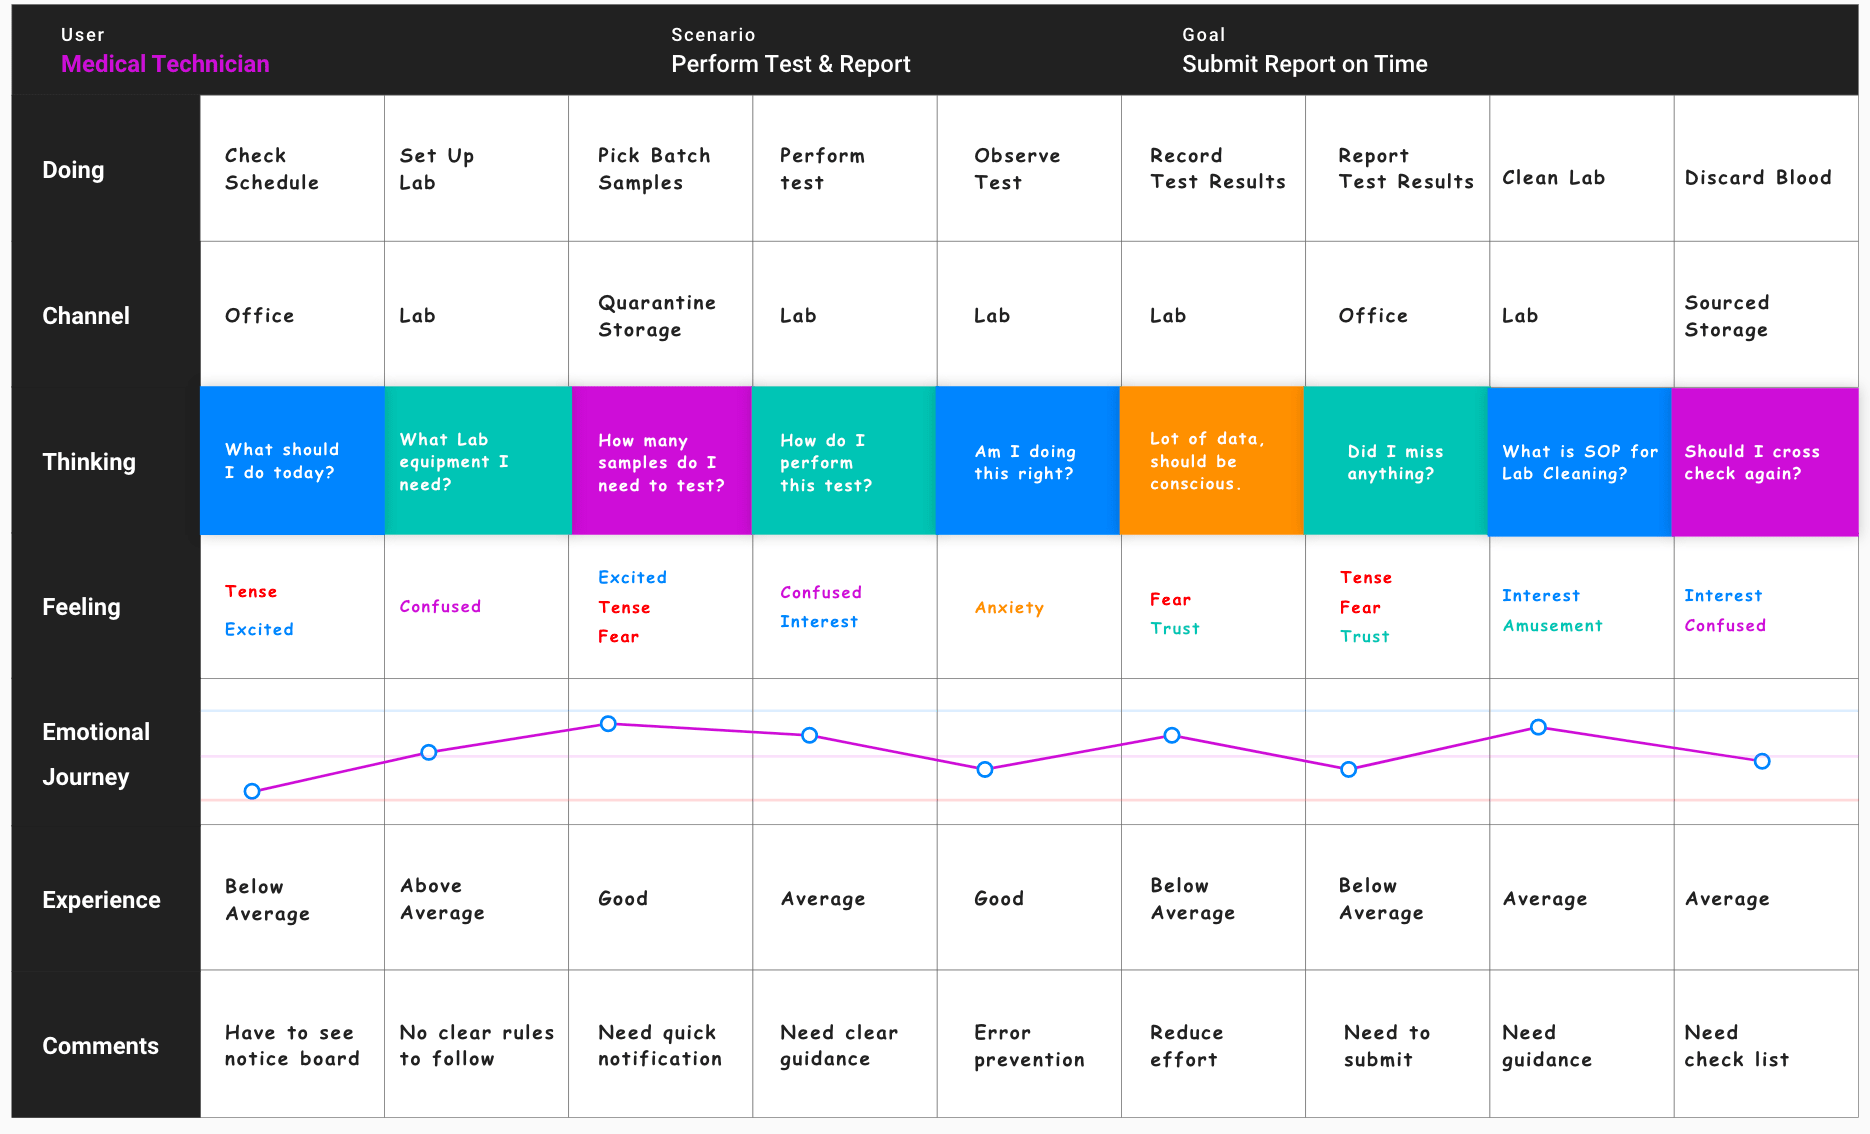 User
Medical Technician
Scenario
Perform Test & Report
Goal
Submit Report on Time
Doing
Check
Schedule
Set Up
Lab
Pick Batch
Samples
Perform
test
Observe
Test
Record
Test Results
Report
Test Results
Clean Lab
Discard Blood
Channel
Office
Lab
Quarantine
Storage
Lab
Lab
Lab
Office
Lab
Sourced
Storage
Thinking
What should
I do today?
What Lab
equipment I
need?
How many
samples do I
need to test?
How do I
perform
this test?
Am I doing
this right?
Lot of data,
should be
conscious.
Did I miss
anything?
What is SOP for
Lab Cleaning?
Should I cross
check again?
Feeling
Tense
Excited
Confused
Excited
Tense
Fear
Confused
Interest
Anxiety
Fear
Trust
Tense
Fear
Trust
Interest
Amusement
Interest
Confused
Emotional
Journey
Experience
Below
Average
Above
Average
Good
Average
Good
Below
Average
Below
Average
Average
Average
Comments
Have to see
notice board
No clear rules
to follow
Need quick
notification
Need clear
guidance
Error
prevention
Reduce
effort
Need to
submit
Need
guidance
Need
check list